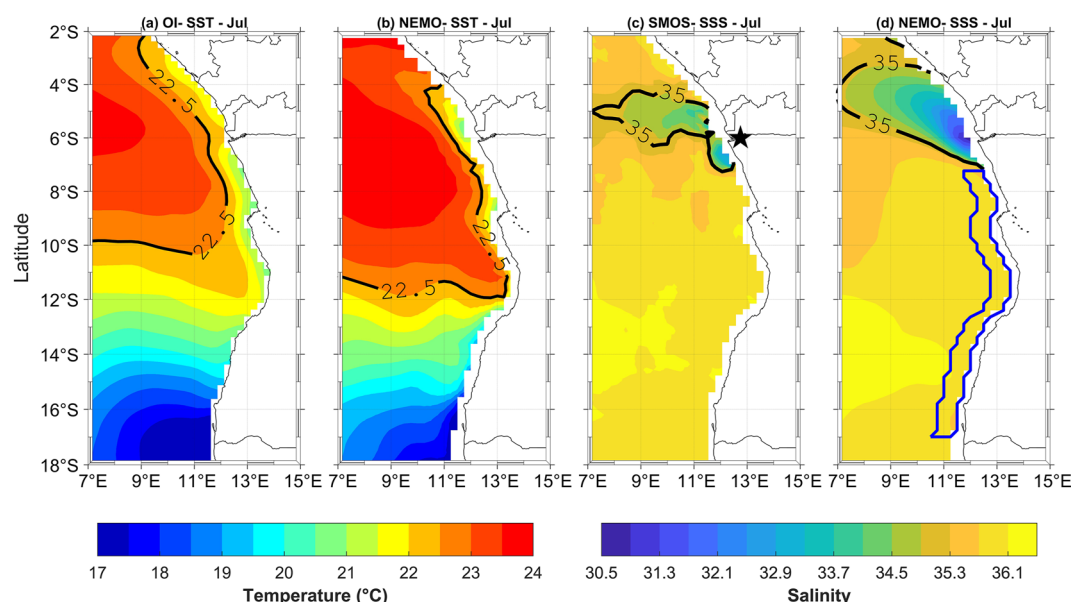 (a) OI- SST - Jul
(b) NEMO- SST - Jul
(c) SMOS- SSS- Jul
(d) NEMO- SSS - Jul
2°S
4°S
6°S
8°S
10°S
12°S
14°S
16°S
18°S
Latitude
22.5
22.5
22.5
22.5
35
35
35
35
7°E 9°E 11°E 13°E 15°E
7°E 9°E 11°E 13°E 15°E
7°E 9°E 11°E 13°E 15°E
7°E 9°E 11°E 13°E 15°E
17 18 19 20 21 22 23 24
Temperature (°C)
30.5 31.3 32.1 32.9 33.7 34.5 35.3 36.1
Salinity